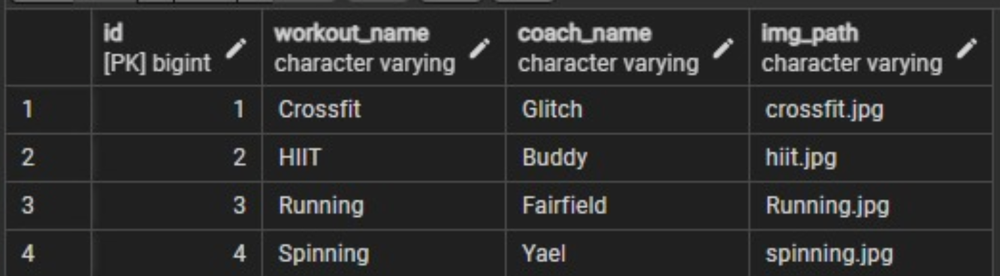 id workout_name coach_name img_path
[PK] bigint character varying character varying character varying
1 1 Crossfit Glitch crossfit.jpg
2 2 HIIT Buddy hiit.jpg
3 3 Running Fairfield Running.jpg
4 4 Spinning Yael spinning.jpg